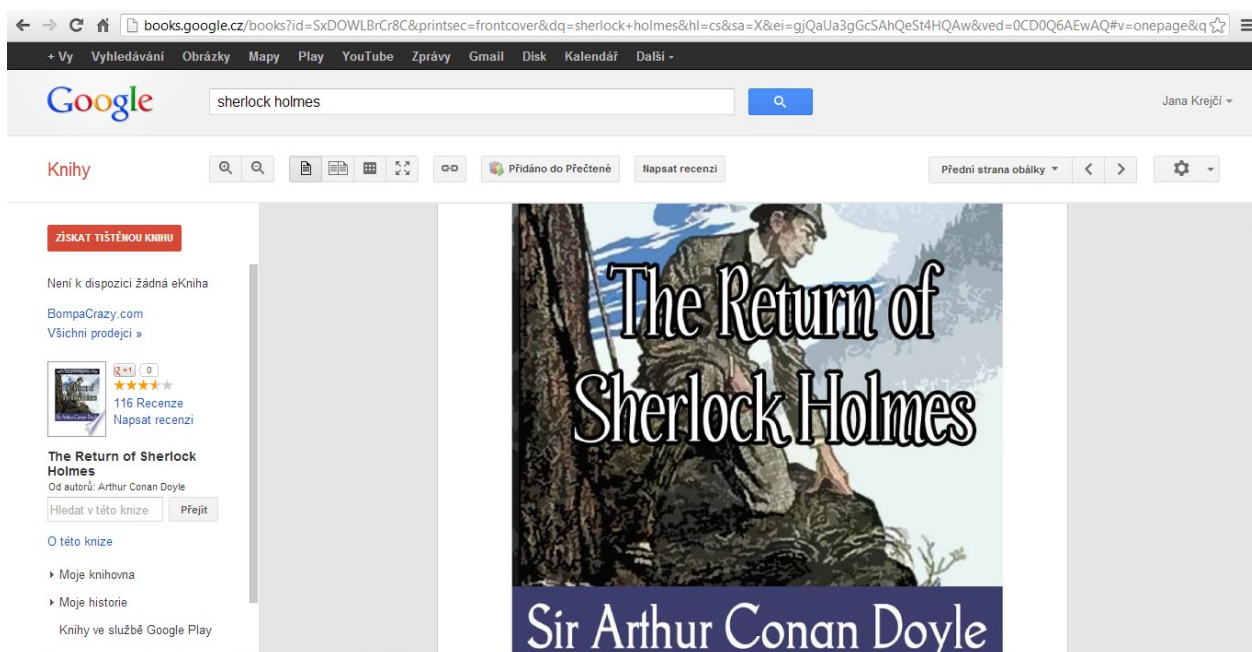 books.google.cz/books?id=SxDOWLBrCr8C&printsec=frontcover&dq=sherlock+holmes&hl=cs&sa=X&ei=gjQaUa3gGcSAhQeSt4HQAw&ved=0CD0Q6AEwAQ#v=onepage&q
+ Vy Vyhledávání Obrázky Mapy Play YouTube Zprávy Gmail Disk Kalendář Další
Google sherlock holmes Jana Krejčí
Knihy Přidáno do Přečtené Napsat recenzi Přední strana obálky
ZÍSKAT TIŠTĚNOU KNIHU
Není k dispozici žádná eKniha
BompaCrazy.com
Všichni prodejci »
+1 0
116 Recenze
Napsat recenzi
The Return of Sherlock
Holmes
Od autorů: Arthur Conan Doyle
Hledat v této knize Přejít
O této knize
Moje knihovna
Moje historie
Knihy ve službě Google Play
The Return of
Sherlock Holmes
Sir Arthur Conan Doyle